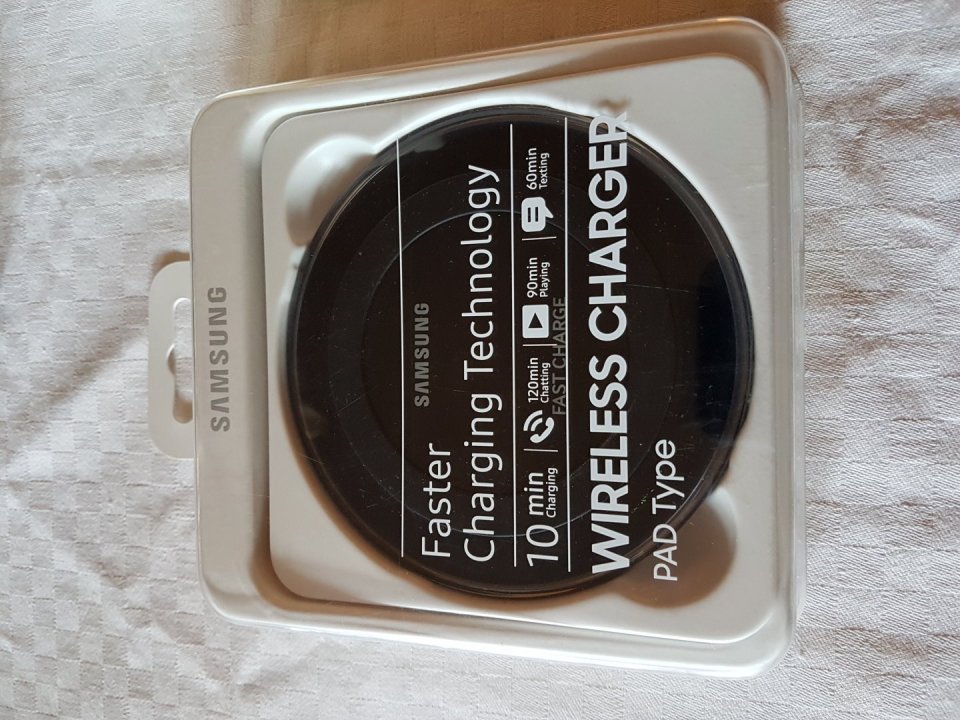 SAMSUNG
SAMSUNG
Faster
Charging Technology
10 min
Charging
120min
Chatting
90min
Playing
60min
Texting
FAST CHARGE
WIRELESS CHARGER
PAD Type